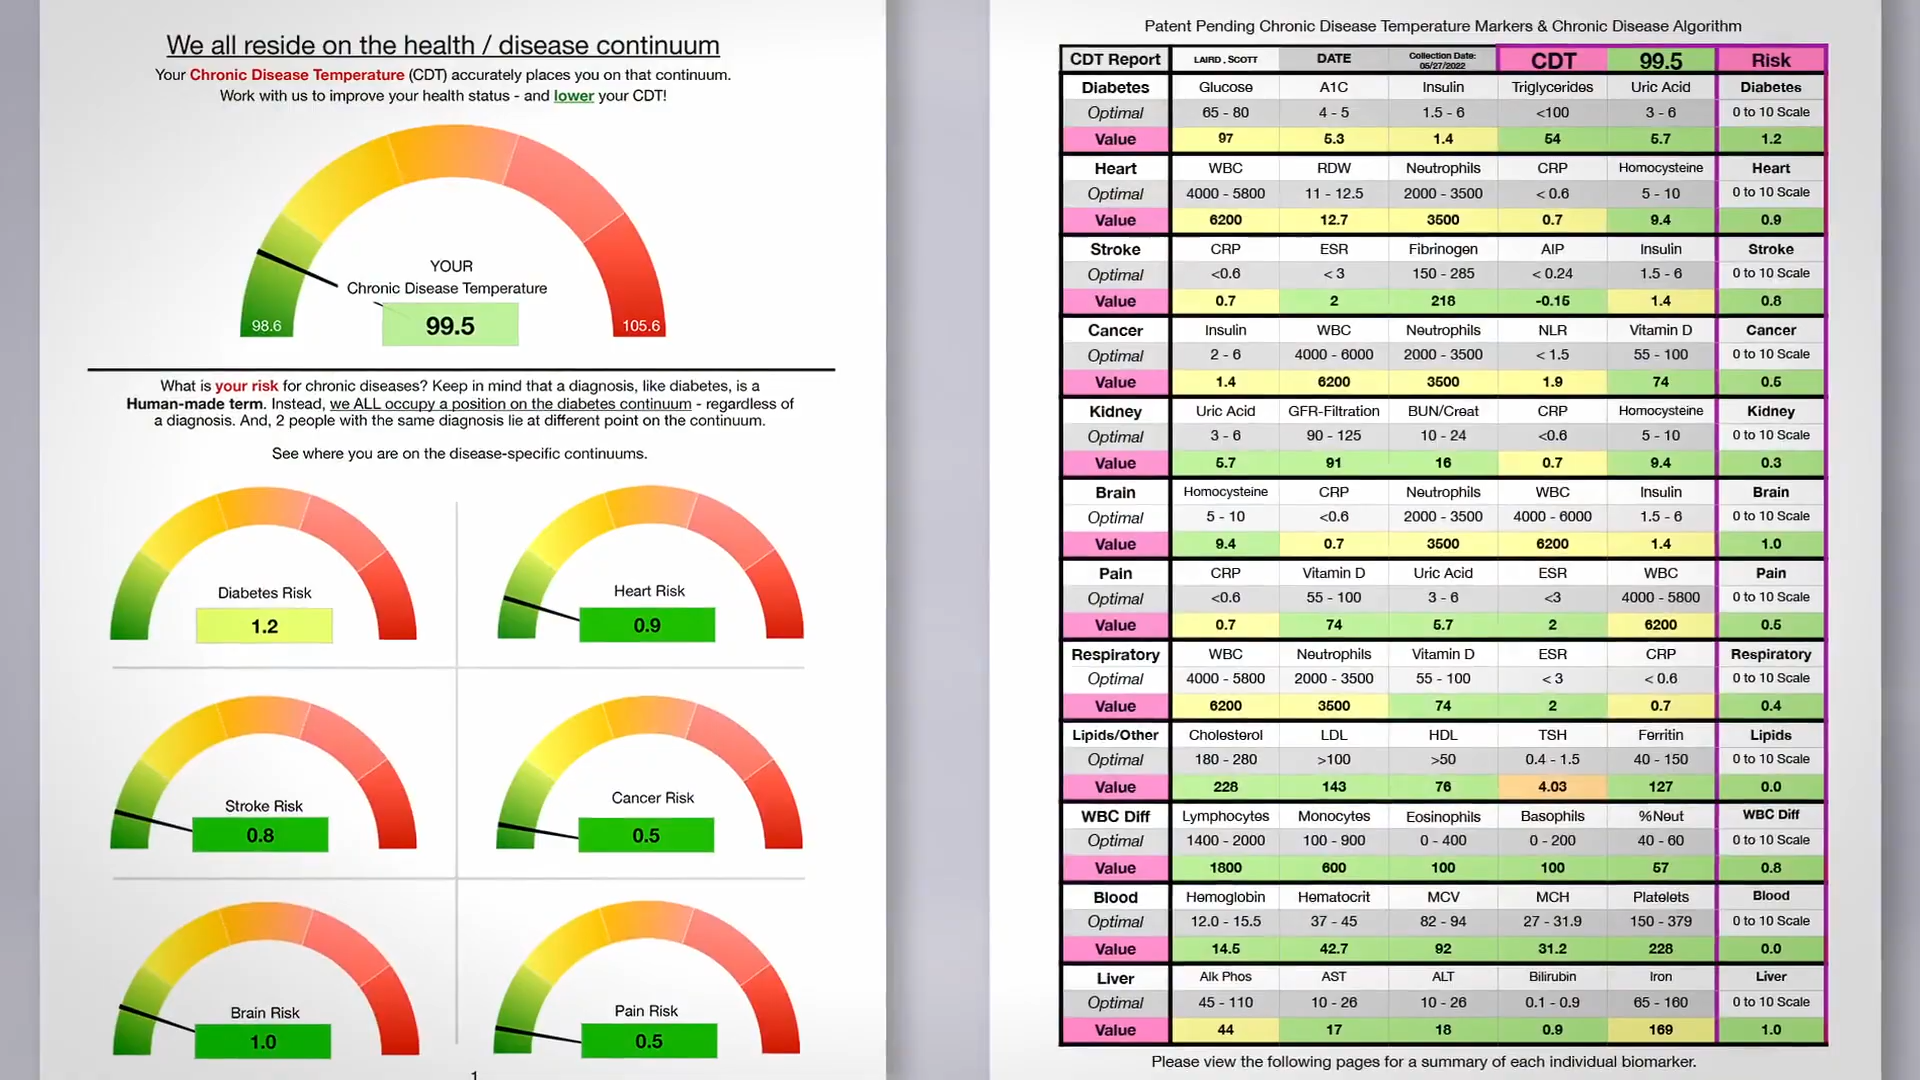 We all reside on the health / disease continuum
Your Chronic Disease Temperature (CDT) accurately places you on that continuum.
Work with us to improve your health status - and lower your CDT!
YOUR
Chronic Disease Temperature
98.6
99.5
105.6
What is your risk for chronic diseases? Keep in mind that a diagnosis, like diabetes, is a
Human-made term. Instead, we ALL occupy a position on the diabetes continuum - regardless of
a diagnosis. And, 2 people with the same diagnosis lie at different point on the continuum.
See where you are on the disease-specific continuums.
Diabetes Risk
1.2
Heart Risk
0.9
Stroke Risk
0.8
Cancer Risk
0.5
Brain Risk
1.0
Pain Risk
0.5
1
Patent Pending Chronic Disease Temperature Markers & Chronic Disease Algorithm
CDT Report LAIRD , SCOTT DATE Collection Date: 05/27/2022 CDT 99.5 Risk
Diabetes Glucose A1C Insulin Triglycerides Uric Acid Diabetes
Optimal 65 - 80 4 - 5 1.5 - 6 <100 3 - 6 0 to 10 Scale
Value 97 5.3 1.4 54 5.7 1.2
Heart WBC RDW Neutrophils CRP Homocysteine Heart
Optimal 4000 - 5800 11 - 12.5 2000 - 3500 < 0.6 5 - 10 0 to 10 Scale
Value 6200 12.7 3500 0.7 9.4 0.9
Stroke CRP ESR Fibrinogen AIP Insulin Stroke
Optimal <0.6 < 3 150 - 285 < 0.24 1.5 - 6 0 to 10 Scale
Value 0.7 2 218 -0.15 1.4 0.8
Cancer Insulin WBC Neutrophils NLR Vitamin D Cancer
Optimal 2 - 6 4000 - 6000 2000 - 3500 < 1.5 55 - 100 0 to 10 Scale
Value 1.4 6200 3500 1.9 74 0.5
Kidney Uric Acid GFR-Filtration BUN/Creat CRP Homocysteine Kidney
Optimal 3 - 6 90 - 125 10 - 24 <0.6 5 - 10 0 to 10 Scale
Value 5.7 91 16 0.7 9.4 0.3
Brain Homocysteine CRP Neutrophils WBC Insulin Brain
Optimal 5 - 10 <0.6 2000 - 3500 4000 - 6000 1.5 - 6 0 to 10 Scale
Value 9.4 0.7 3500 6200 1.4 1.0
Pain CRP Vitamin D Uric Acid ESR WBC Pain
Optimal <0.6 55 - 100 3 - 6 <3 4000 - 5800 0 to 10 Scale
Value 0.7 74 5.7 2 6200 0.5
Respiratory WBC Neutrophils Vitamin D ESR CRP Respiratory
Optimal 4000 - 5800 2000 - 3500 55 - 100 < 3 < 0.6 0 to 10 Scale
Value 6200 3500 74 2 0.7 0.4
Lipids/Other Cholesterol LDL HDL TSH Ferritin Lipids
Optimal 180 - 280 >100 >50 0.4 - 1.5 40 - 150 0 to 10 Scale
Value 228 143 76 4.03 127 0.0
WBC Diff Lymphocytes Monocytes Eosinophils Basophils %Neut WBC Diff
Optimal 1400 - 2000 100 - 900 0 - 400 0 - 200 40 - 60 0 to 10 Scale
Value 1800 600 100 100 57 0.8
Blood Hemoglobin Hematocrit MCV MCH Platelets Blood
Optimal 12.0 - 15.5 37 - 45 82 - 94 27 - 31.9 150 - 379 0 to 10 Scale
Value 14.5 42.7 92 31.2 228 0.0
Liver Alk Phos AST ALT Bilirubin Iron Liver
Optimal 45 - 110 10 - 26 10 - 26 0.1 - 0.9 65 - 160 0 to 10 Scale
Value 44 17 18 0.9 169 1.0
Please view the following pages for a summary of each individual biomarker.